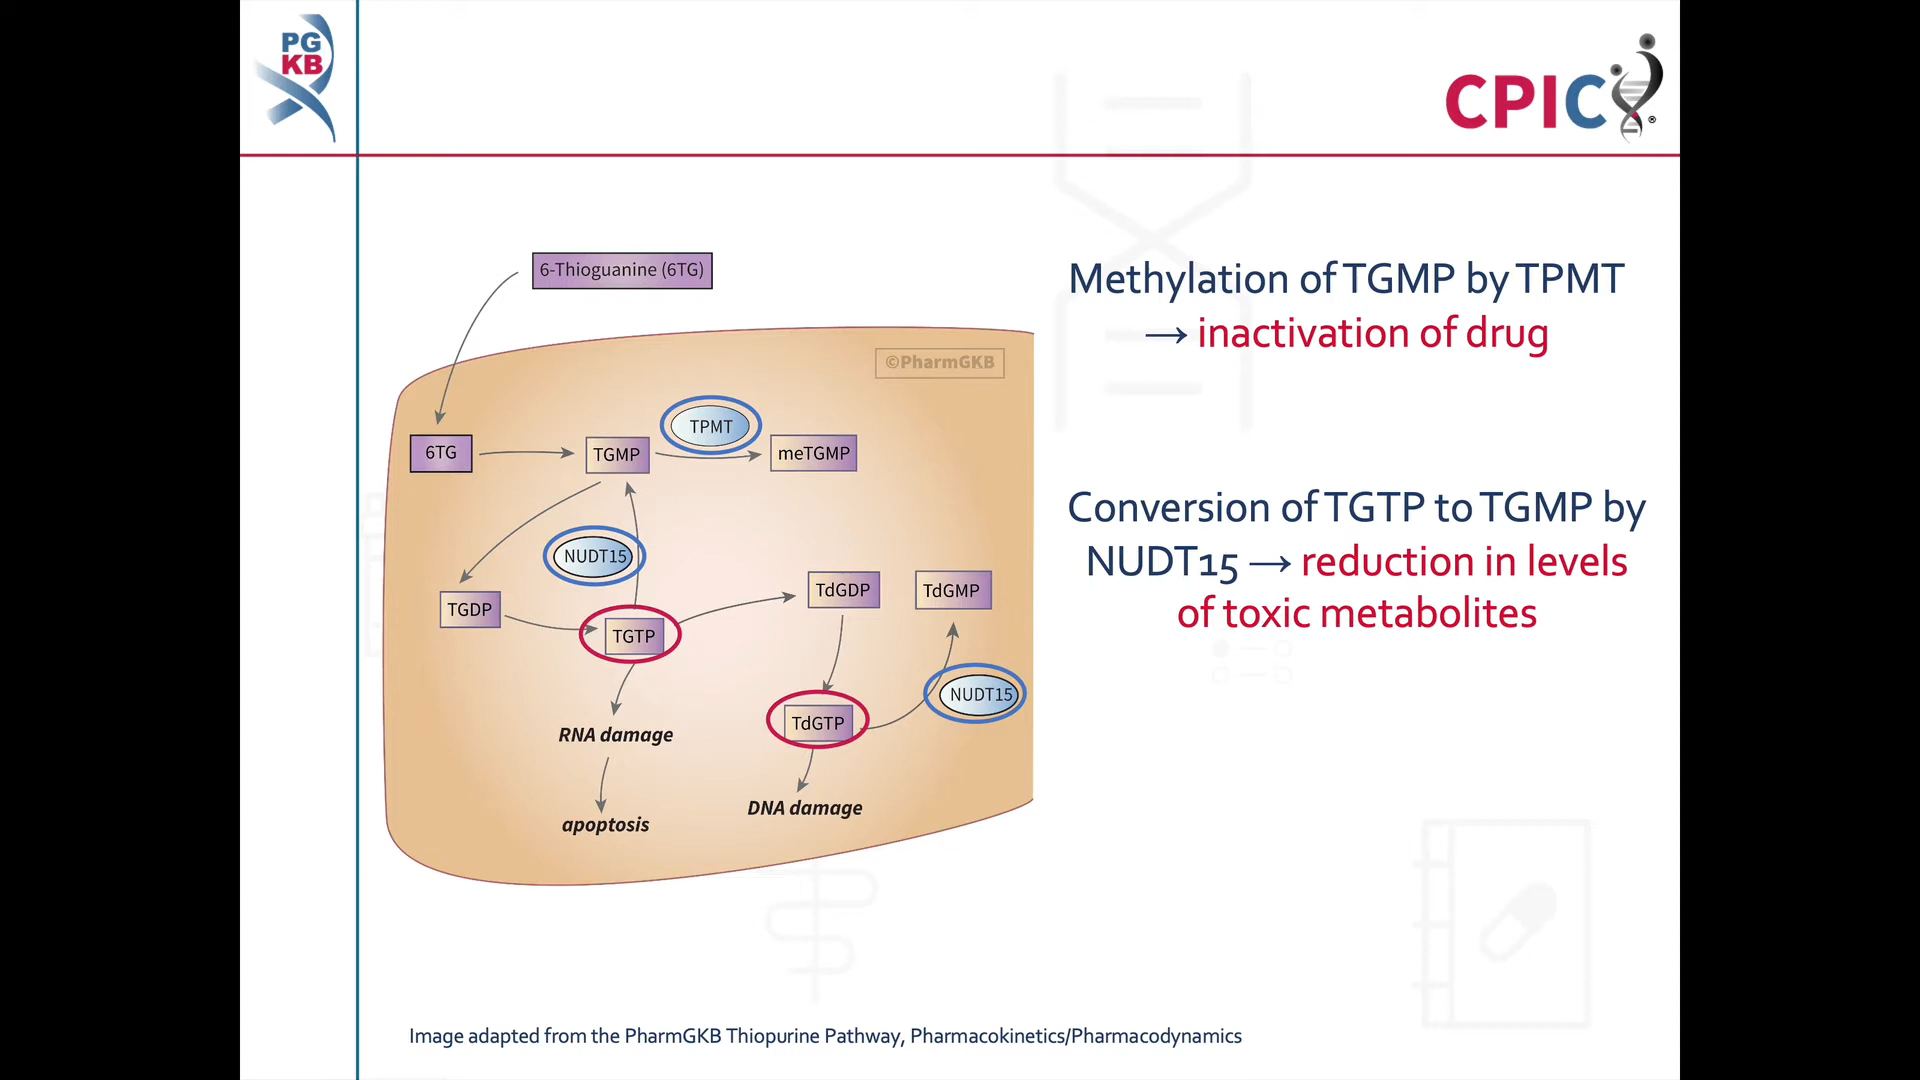 PG
KB
CPIC®
6-Thioguanine (6TG)
©PharmGKB
6TG
TGMP
TPMT
meTGMP
NUDT15
TGDP
TGTP
TdGDP
TdGMP
NUDT15
TdGTP
RNA damage
apoptosis
DNA damage
Methylation of TGMP by TPMT
→ inactivation of drug
Conversion of TGTP to TGMP by
NUDT15 → reduction in levels
of toxic metabolites
Image adapted from the PharmGKB Thiopurine Pathway, Pharmacokinetics/Pharmacodynamics